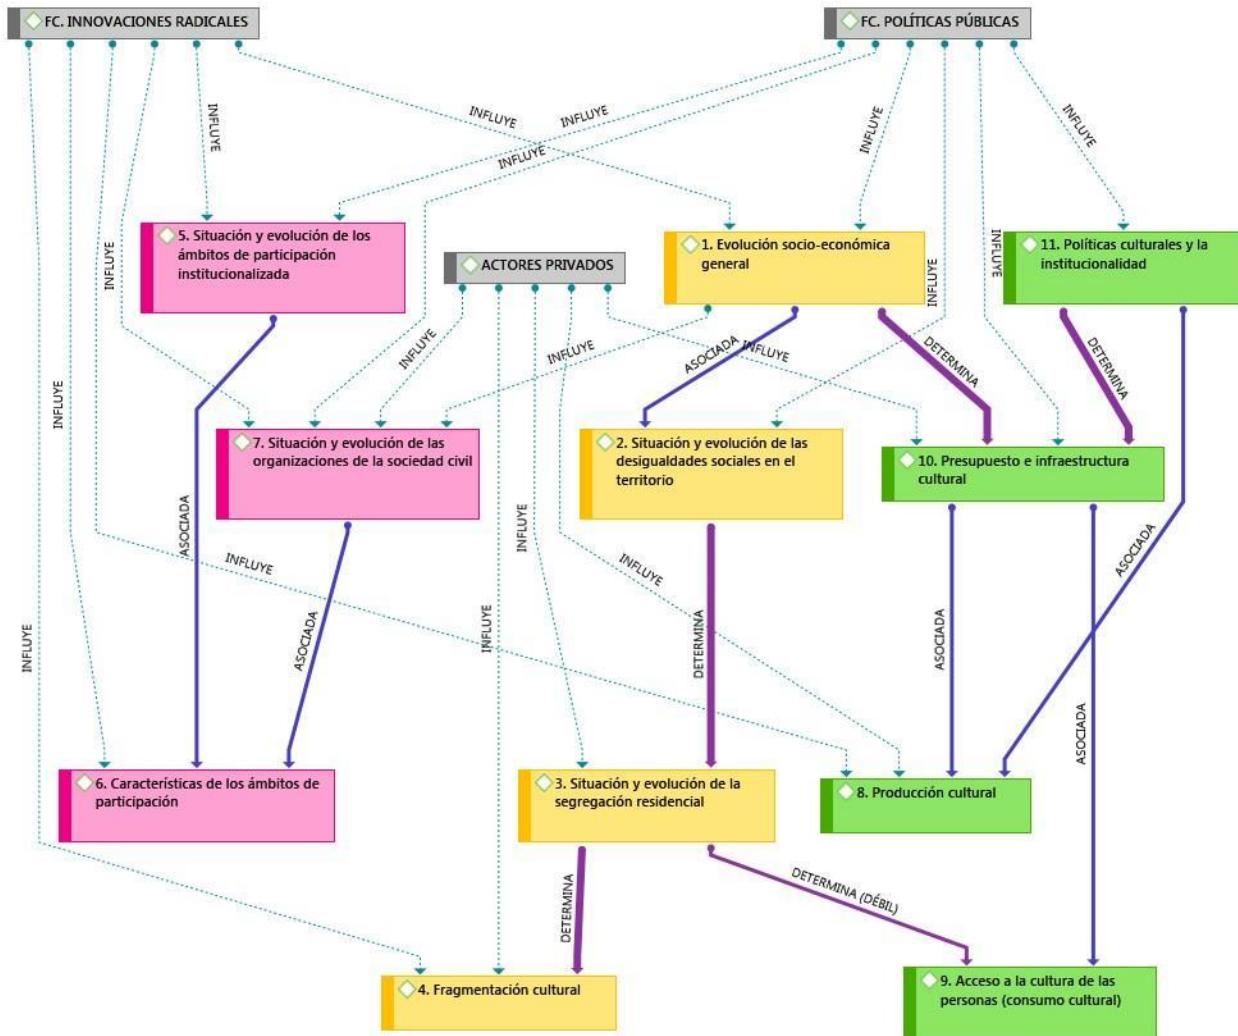 FC. INNOVACIONES RADICALES
FC. POLÍTICAS PÚBLICAS
INFLUYE
INFLUYE
INFLUYE
INFLUYE
INFLUYE
INFLUYE
5. Situación y evolución de los
ámbitos de participación
institucionalizada
ACTORES PRIVADOS
1. Evolución socio-económica
general
11. Políticas culturales y la
institucionalidad
INFLUYE
INFLUYE
INFLUYE
INFLUYE
INFLUYE
INFLUYE
ASOCIADA
INFLUYE
DETERMINA
DETERMINA
INFLUYE
7. Situación y evolución de las
organizaciones de la sociedad civil
2. Situación y evolución de las
desigualdades sociales en el
territorio
10. Presupuesto e infraestructura
cultural
ASOCIADA
INFLUYE
INFLUYE
INFLUYE
ASOCIADA
INFLUYE
ASOCIADA
INFLUYE
DETERMINA
ASOCIADA
ASOCIADA
6. Características de los ámbitos de
participación
3. Situación y evolución de la
segregación residencial
8. Producción cultural
DETERMINA
DETERMINA (DÉBIL)
4. Fragmentación cultural
9. Acceso a la cultura de las
personas (consumo cultural)